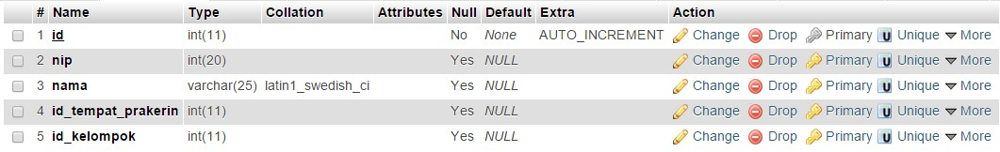 # Name Type Collation Attributes Null Default Extra Action
1 id int(11) No None AUTO_INCREMENT Change Drop Primary Unique More
2 nip int(20) Yes NULL Change Drop Primary Unique More
3 nama varchar(25) latin1_swedish_ci Yes NULL Change Drop Primary Unique More
4 id_tempat_prakerin int(11) Yes NULL Change Drop Primary Unique More
5 id_kelompok int(11) Yes NULL Change Drop Primary Unique More